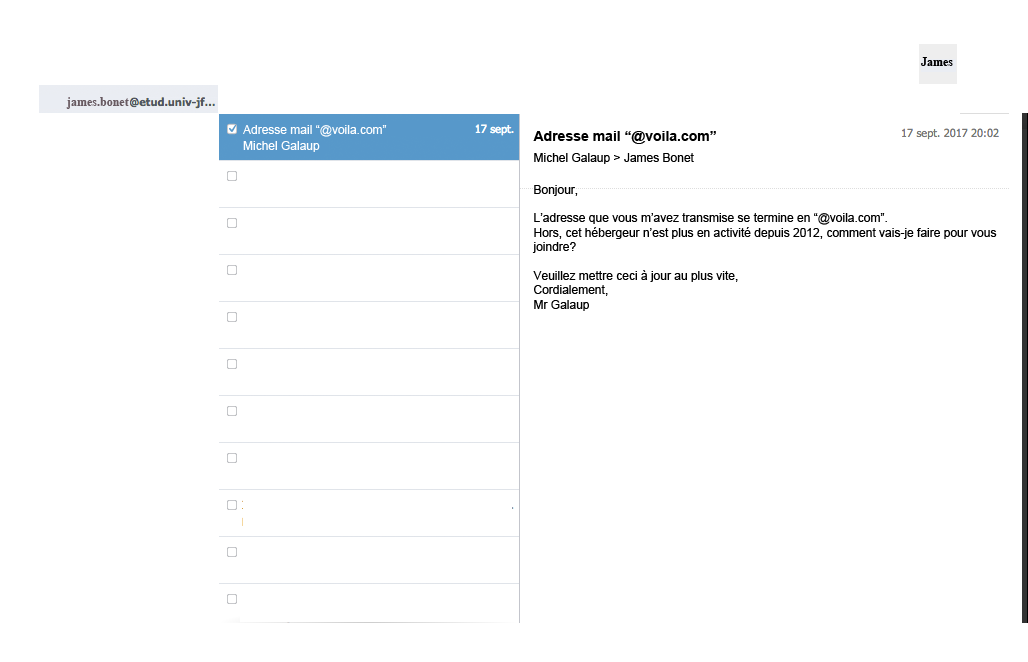 James
james.bonet@etud.univ-jf...
Adresse mail “@voila.com”
17 sept.
Michel Galaup
Adresse mail “@voila.com”
17 sept. 2017 20:02
Michel Galaup > James Bonet
Bonjour,
L’adresse que vous m’avez transmise se termine en “@voila.com”.
Hors, cet hébergeur n’est plus en activité depuis 2012, comment vais-je faire pour vous
joindre?
Veuillez mettre ceci à jour au plus vite,
Cordialement,
Mr Galaup